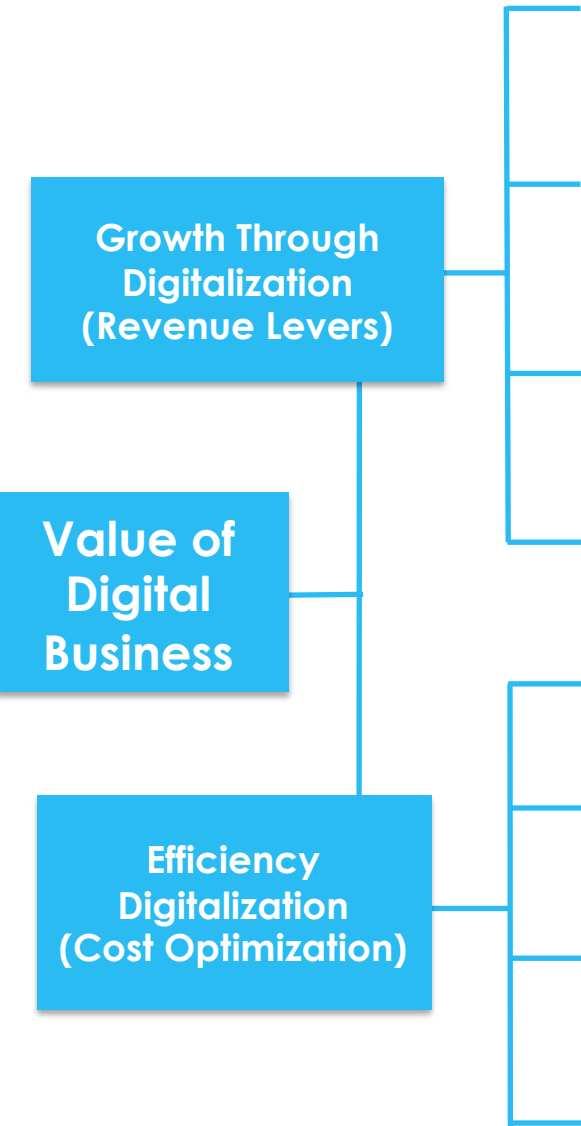 Growth Through
Digitalization
(Revenue Levers)
Value of
Digital
Business
Efficiency
Digitalization
(Cost Optimization)